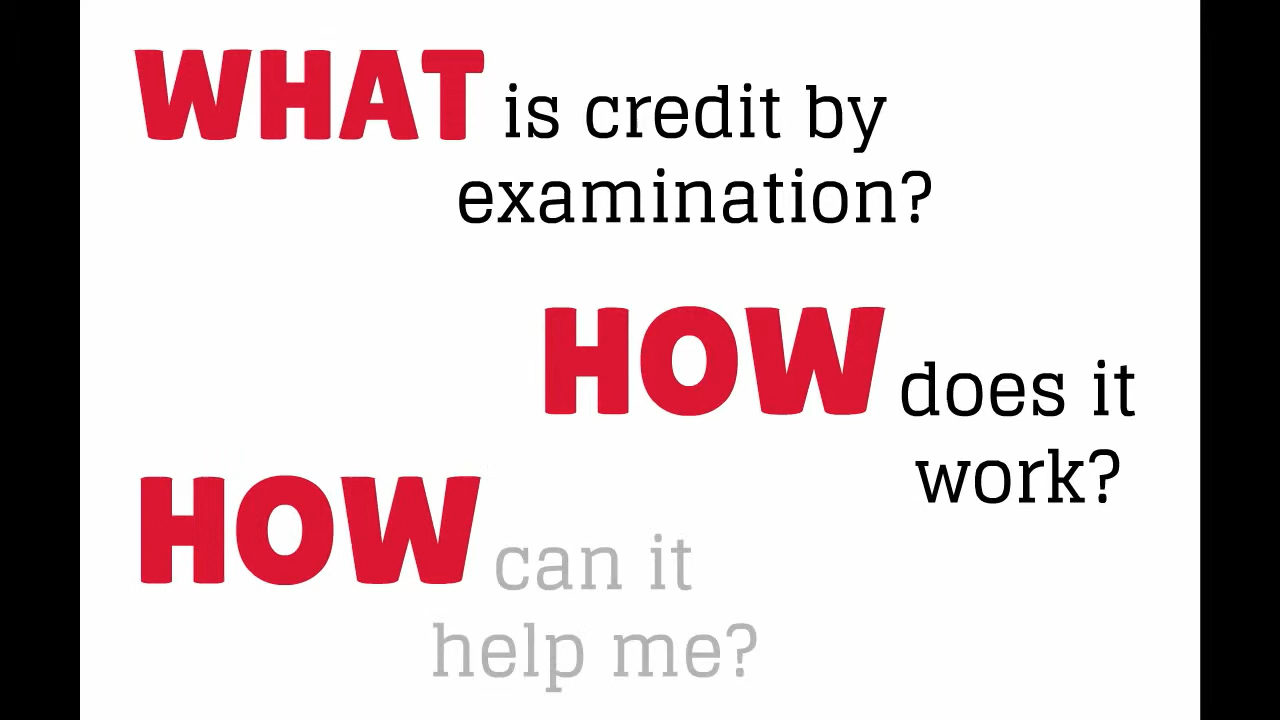 WHAT is credit by
examination?
HOW does it
work?
HOW can it
help me?